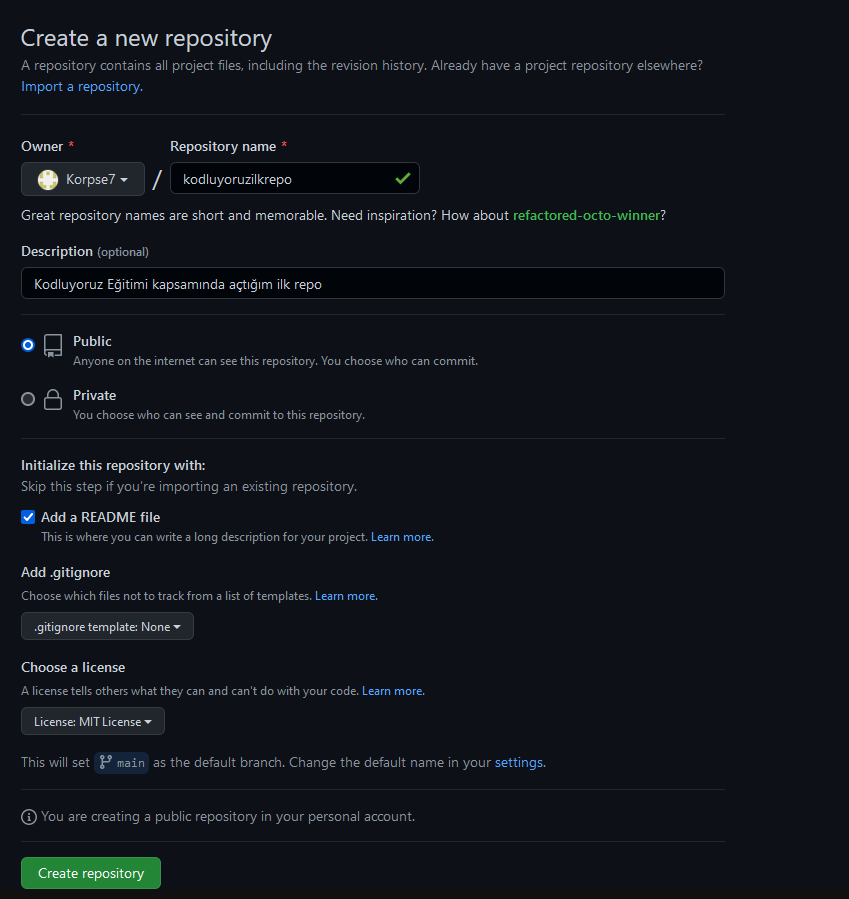 Create a new repository
A repository contains all project files, including the revision history. Already have a project repository elsewhere?
Import a repository.
Owner * Repository name *
Korpse7 / kodluyoruzilkrepo
Great repository names are short and memorable. Need inspiration? How about refactored-octo-winner?
Description (optional)
Kodluyoruz Eğitimi kapsamında açtığım ilk repo
Public
Anyone on the internet can see this repository. You choose who can commit.
Private
You choose who can see and commit to this repository.
Initialize this repository with:
Skip this step if you're importing an existing repository.
Add a README file
This is where you can write a long description for your project. Learn more.
Add .gitignore
Choose which files not to track from a list of templates. Learn more.
.gitignore template: None
Choose a license
A license tells others what they can and can't do with your code. Learn more.
License: MIT License
This will set main as the default branch. Change the default name in your settings.
You are creating a public repository in your personal account.
Create repository